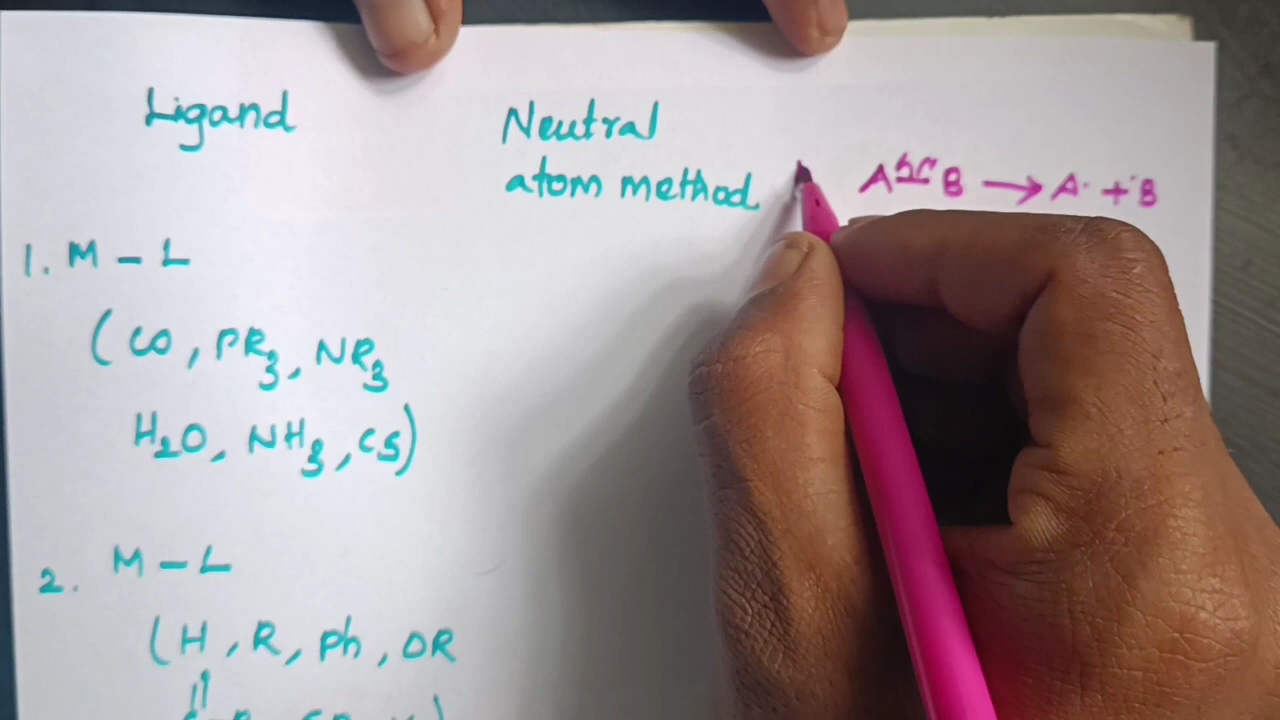 Ligand
Neutral
atom method
A B → A· + ·B
1. M - L
(CO, PR3, NR3
H2O, NH3, CS)
2. M - L
(H, R, Ph, OR